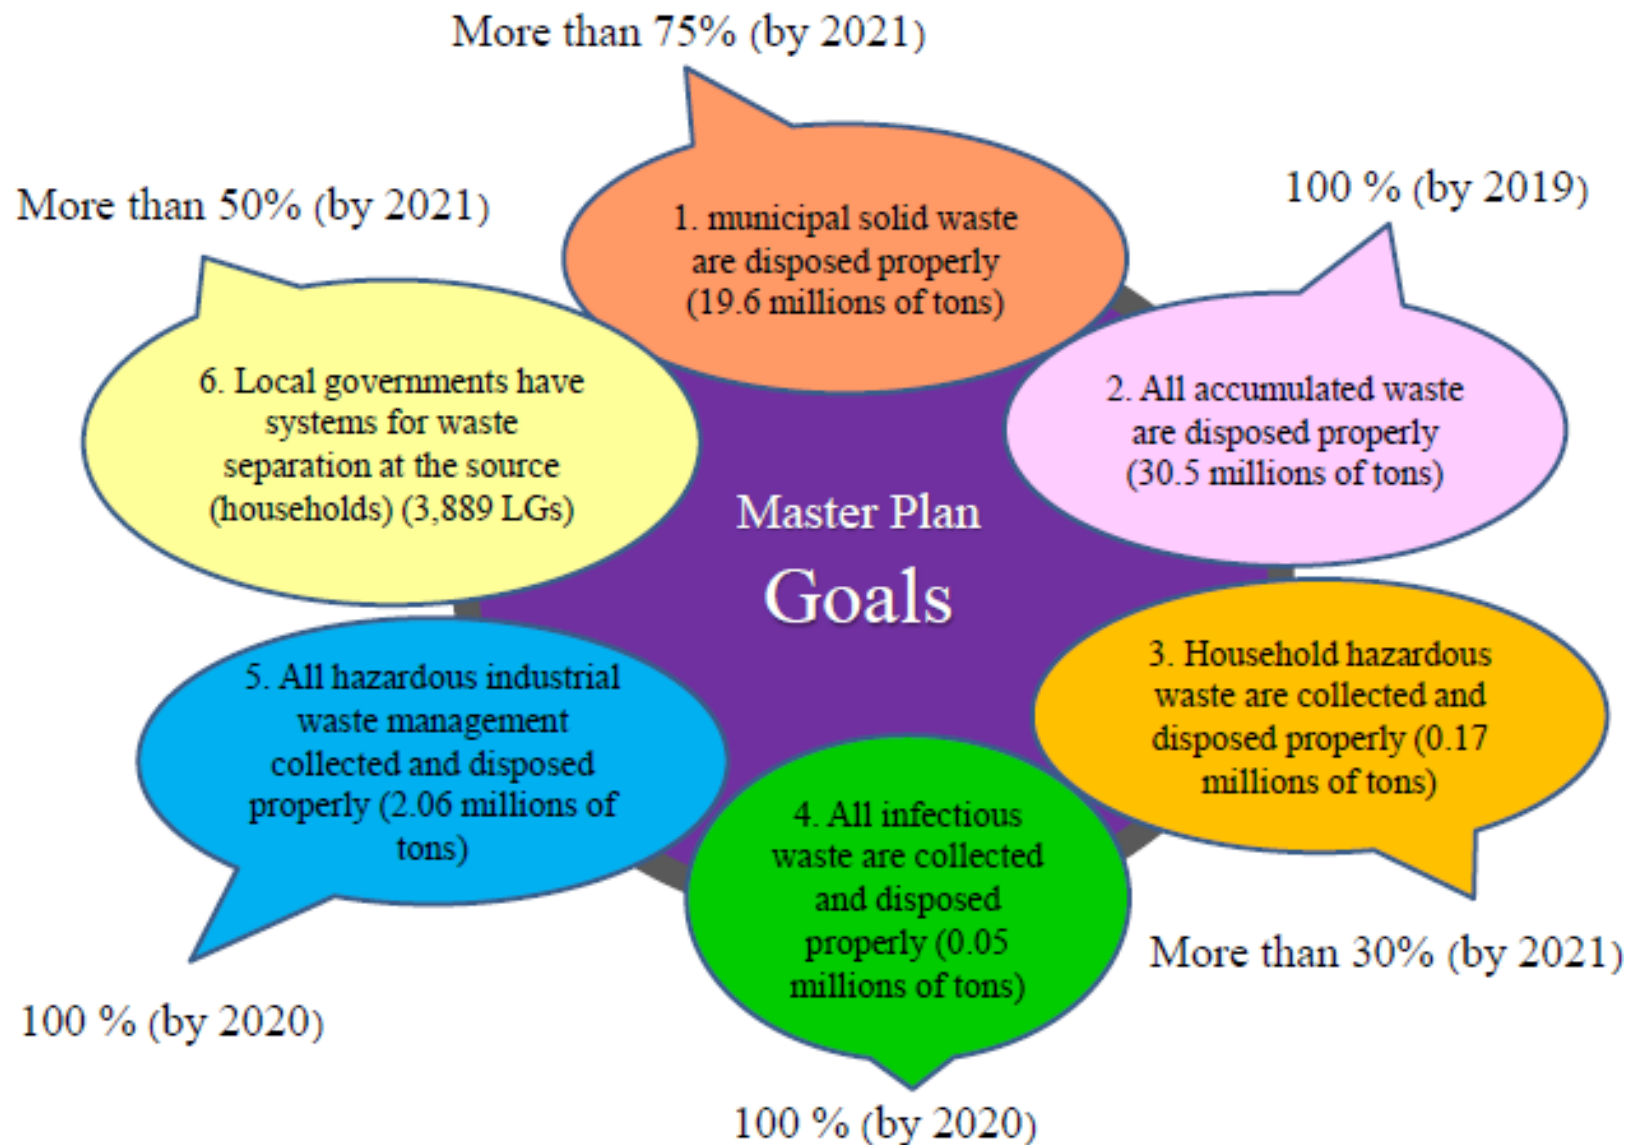 More than 75% (by 2021)
1. municipal solid waste
are disposed properly
(19.6 millions of tons)
100 % (by 2019)
2. All accumulated waste
are disposed properly
(30.5 millions of tons)
3. Household hazardous
waste are collected and
disposed properly (0.17
millions of tons)
More than 30% (by 2021)
4. All infectious
waste are collected
and disposed
properly (0.05
millions of tons)
100 % (by 2020)
5. All hazardous industrial
waste management
collected and disposed
properly (2.06 millions of
tons)
100 % (by 2020)
More than 50% (by 2021)
6. Local governments have
systems for waste
separation at the source
(households) (3,889 LGs)
Master Plan
Goals